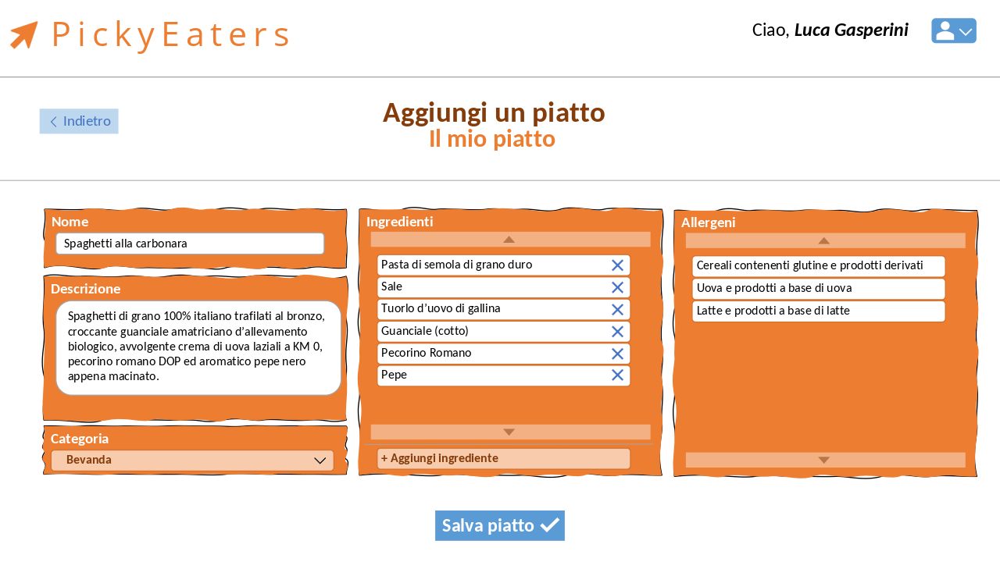 PickyEaters
Ciao, Luca Gasperini
Indietro
Aggiungi un piatto
Il mio piatto
Nome
Spaghetti alla carbonara
Descrizione
Spaghetti di grano 100% italiano trafilati al bronzo,
croccante guanciale amatriciano d’allevamento
biologico, avvolgente crema di uova laziali a KM 0,
pecorino romano DOP ed aromatico pepe nero
appena macinato.
Categoria
Bevanda
Ingredienti
Pasta di semola di grano duro
Sale
Tuorlo d’uovo di gallina
Guanciale (cotto)
Pecorino Romano
Pepe
+ Aggiungi ingrediente
Allergeni
Cereali contenenti glutine e prodotti derivati
Uova e prodotti a base di uova
Latte e prodotti a base di latte
Salva piatto